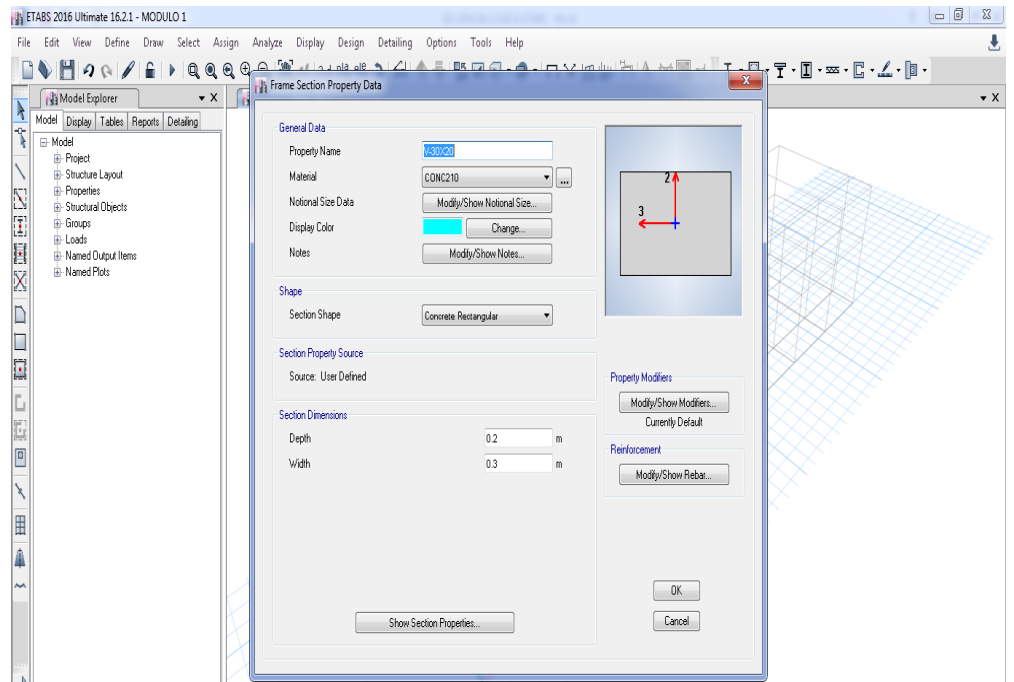 ETABS 2016 Ultimate 16.2.1 - MODULO 1
File Edit View Define Draw Select Assign Analyze Display Design Detailing Options Tools Help
Model Explorer
Model Display Tables Reports Detailing
Model
Project
Structure Layout
Properties
Structural Objects
Groups
Loads
Named Output Items
Named Plots
Frame Section Property Data
General Data
Property Name V-30X20
Material CONC210 ...
Notional Size Data Modify/Show Notional Size...
Display Color Change...
Notes Modify/Show Notes...
2
3
Shape
Section Shape Concrete Rectangular
Section Property Source
Source: User Defined
Section Dimensions
Depth 0.2 m
Width 0.3 m
Property Modifiers
Modify/Show Modifiers...
Currently Default
Reinforcement
Modify/Show Rebar...
Show Section Properties...
OK
Cancel